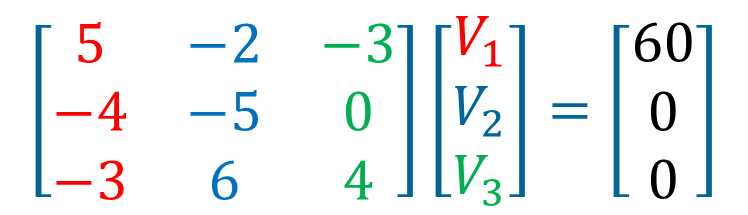 [ 5 −2 −3 ] [ V₁ ] = [ 60 ]
[ −4 −5 0 ] [ V₂ ] = [ 0 ]
[ −3 6 4 ] [ V₃ ] = [ 0 ]